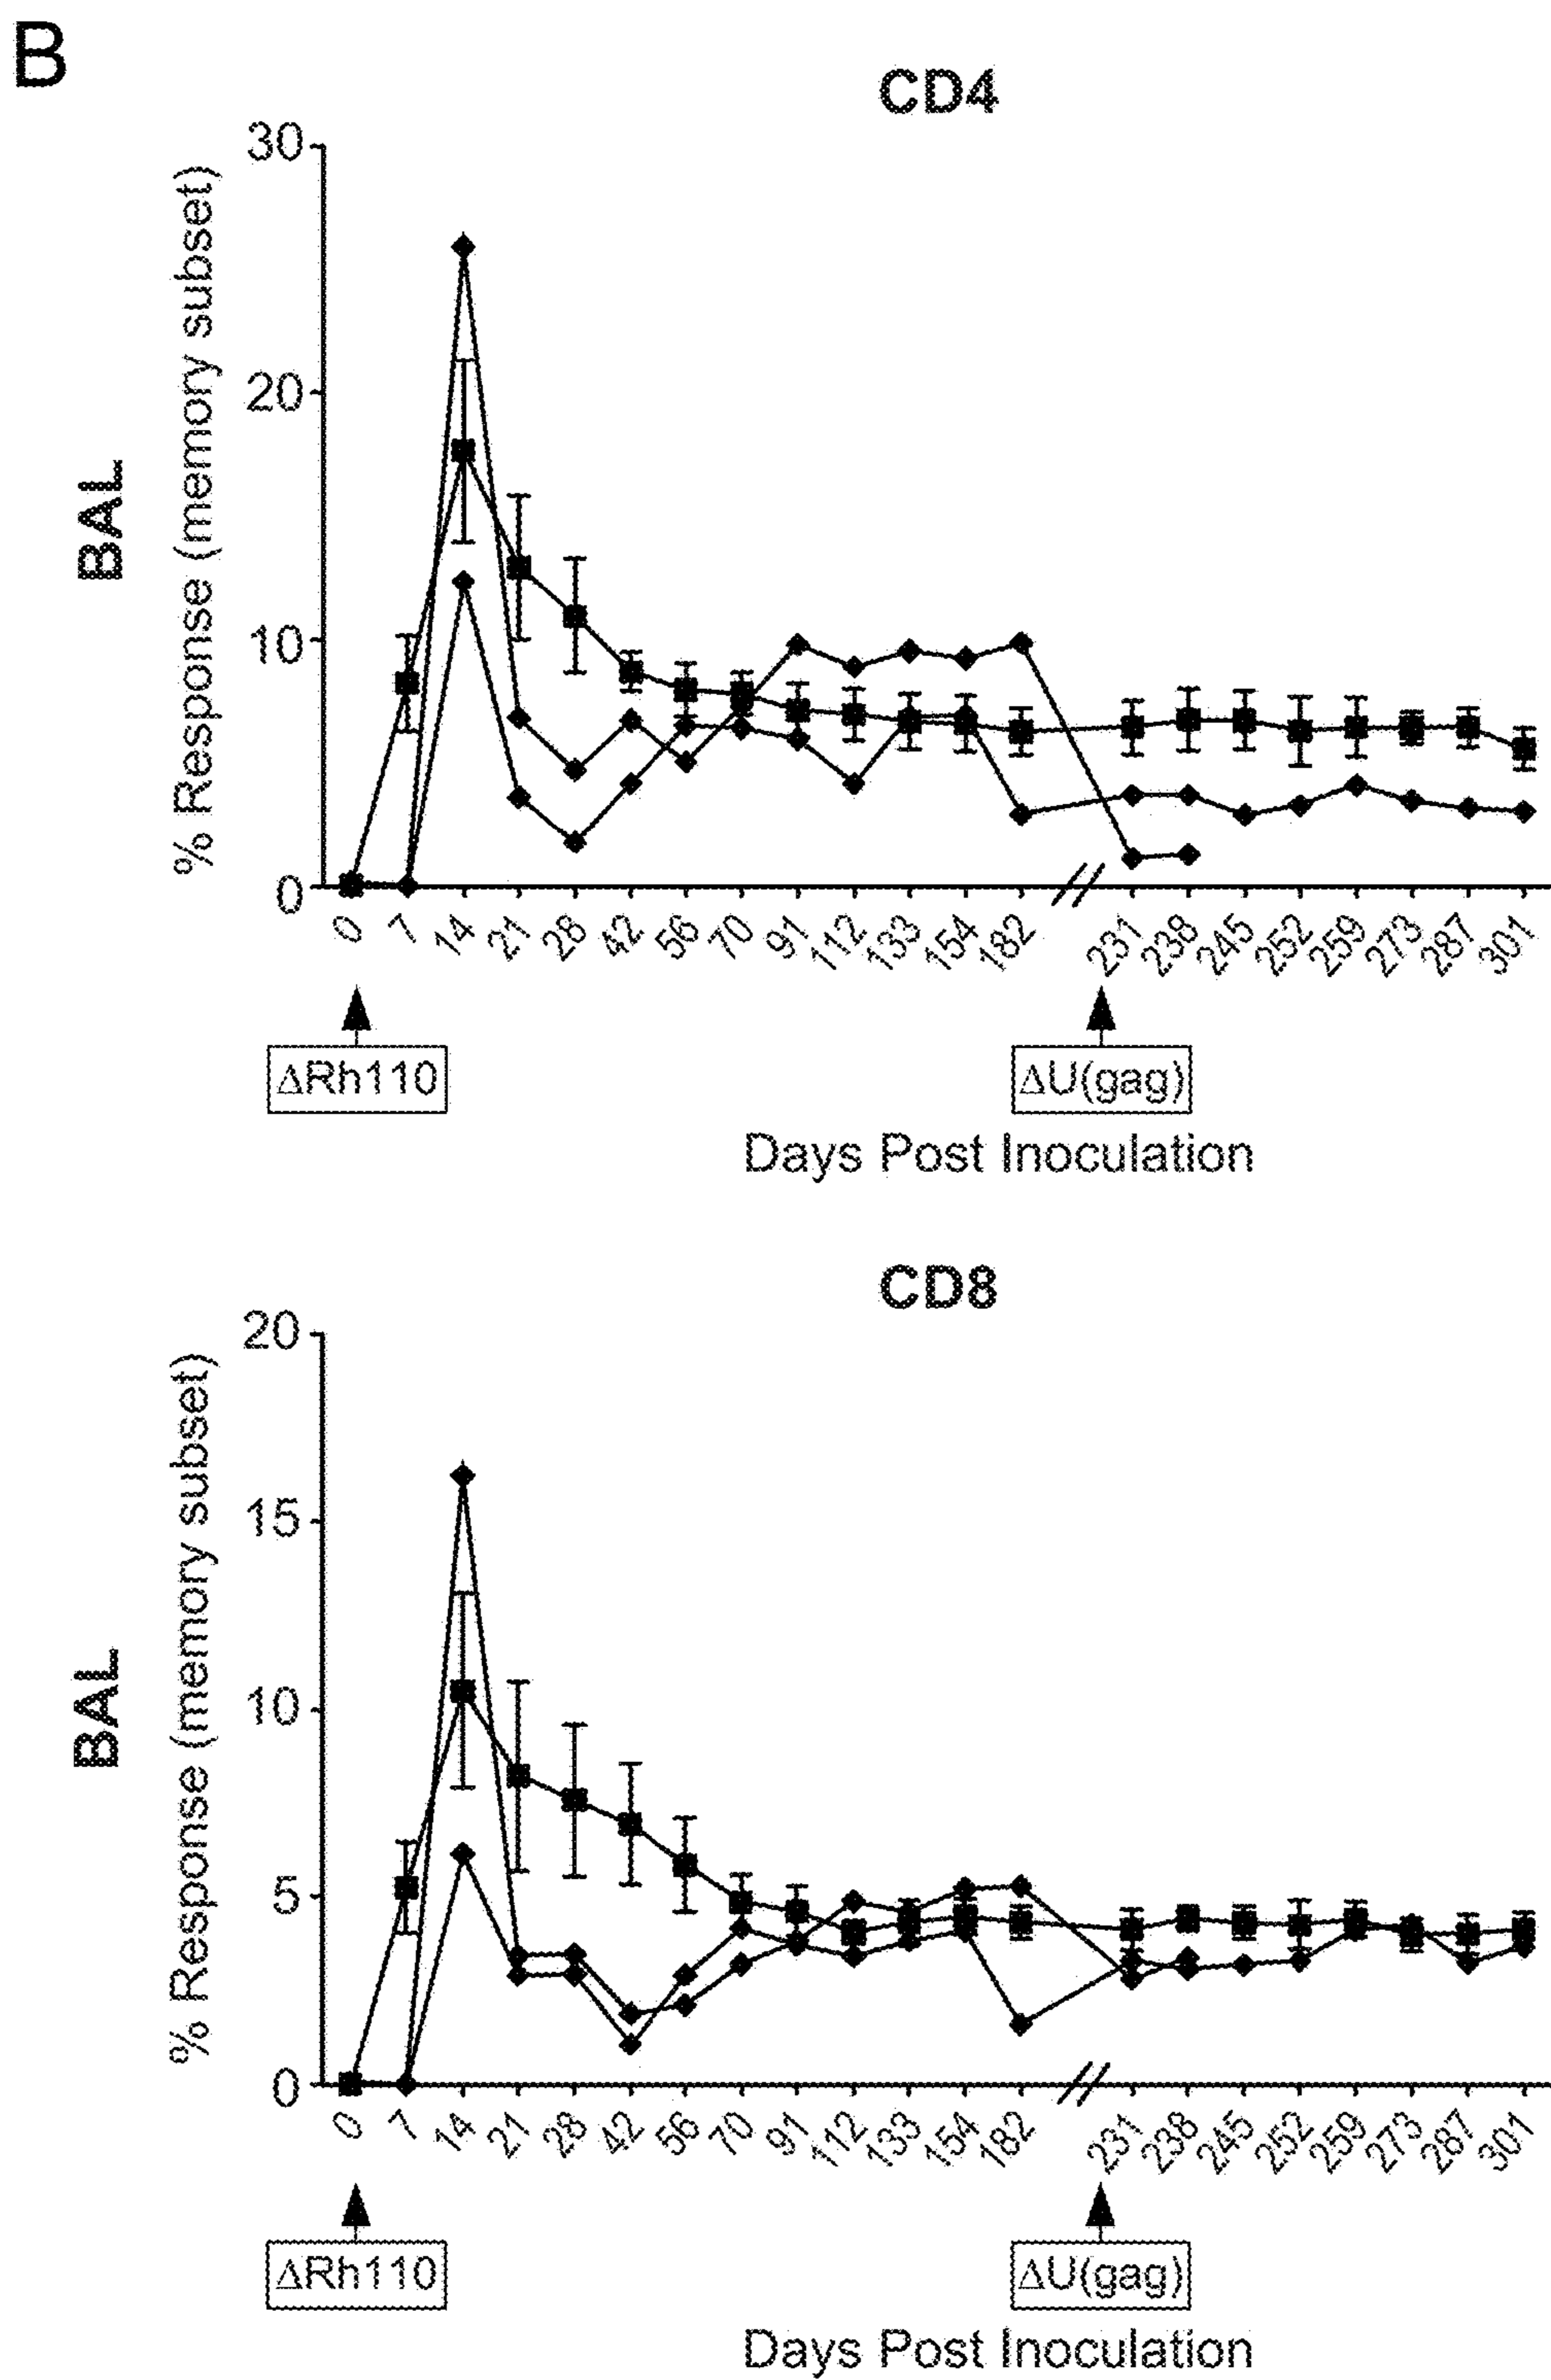 B
CD4
BAL
% Response (memory subset)
30
20
10
0
0 7 14 21 28 42 56 70 91 112 133 154 182 231 238 245 252 259 273 287 301
ΔRh110 ΔU(gag)
Days Post Inoculation
CD8
BAL
% Response (memory subset)
20
15
10
5
0
0 7 14 21 28 42 56 70 91 112 133 154 182 231 238 245 252 259 273 287 301
ΔRh110 ΔU(gag)
Days Post Inoculation